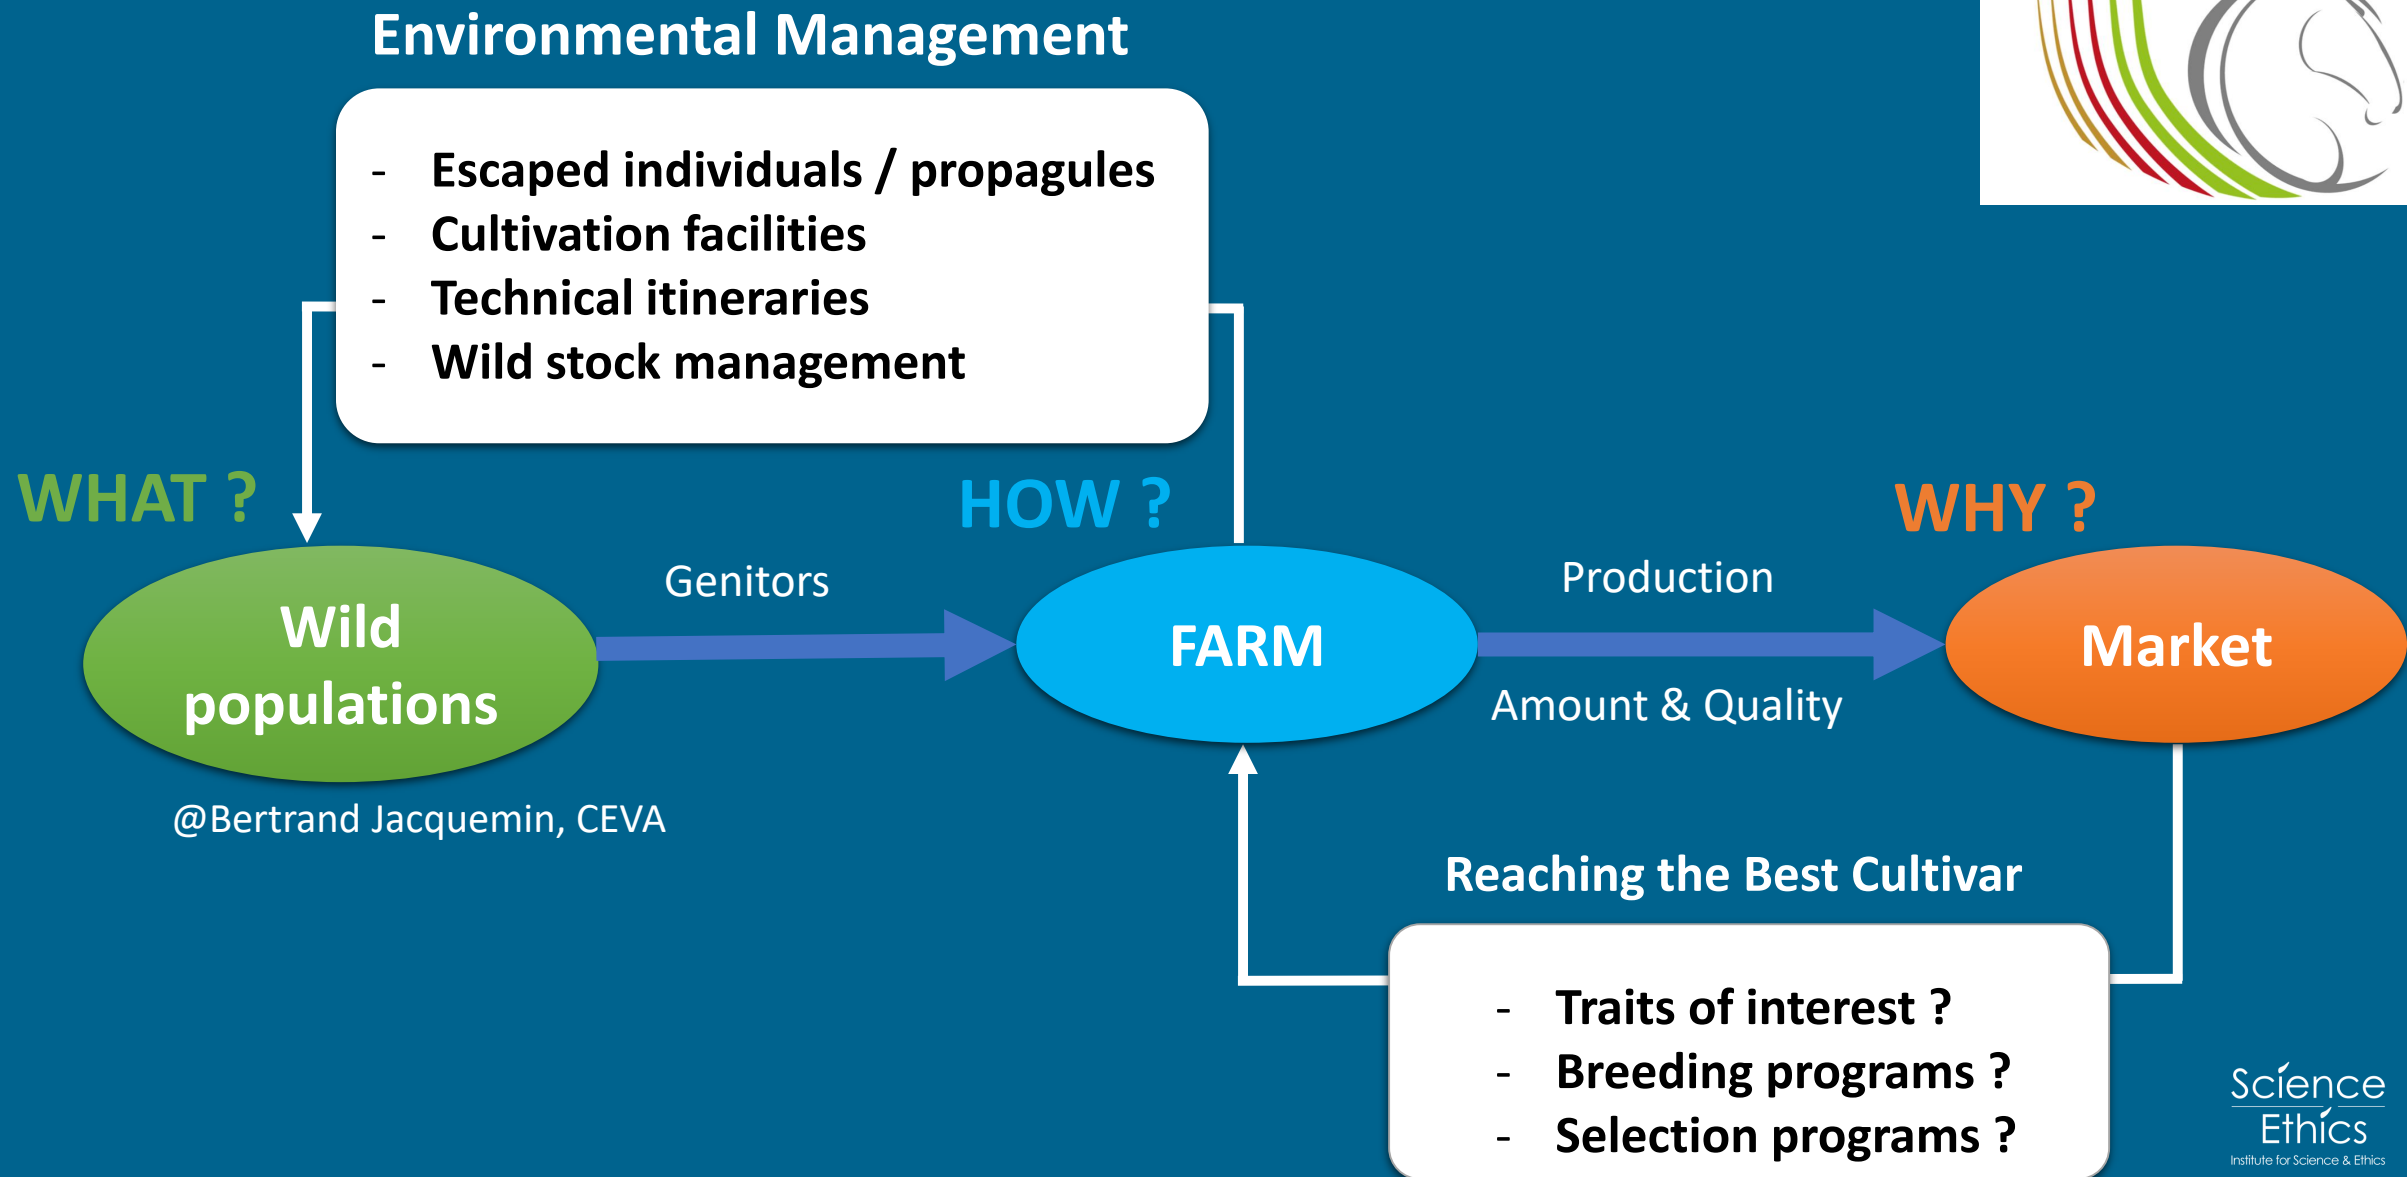 Environmental Management
- Escaped individuals / propagules
- Cultivation facilities
- Technical itineraries
- Wild stock management
WHAT ?
HOW ?
WHY ?
Wild
populations
Genitors
FARM
Production
Amount & Quality
Market
@Bertrand Jacquemin, CEVA
Reaching the Best Cultivar
- Traits of interest ?
- Breeding programs ?
- Selection programs ?
Science
Ethics
Institute for Science & Ethics